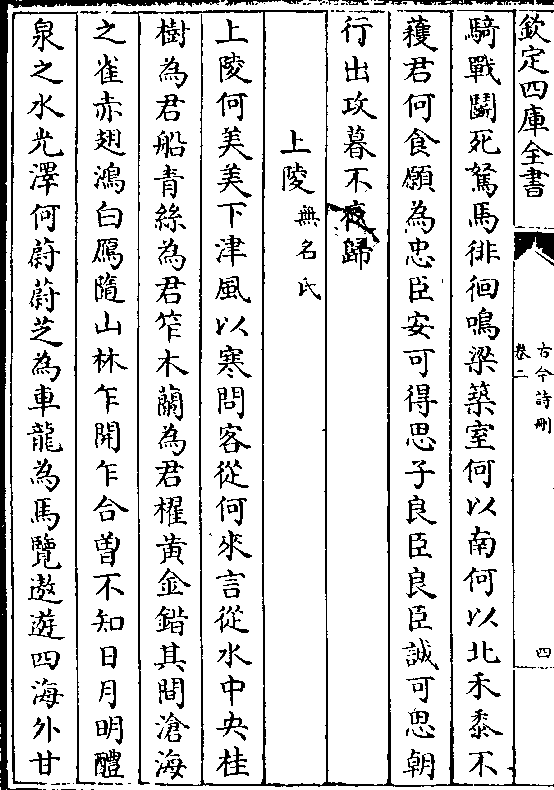 欽定四庫全書
古今詩刪
卷二
四
騎戰鬭死駑馬徘徊鳴梁築室何以南何以北禾黍不
穫君何食願為忠臣安可得思子良臣良臣誠可思朝
行出攻暮不夜歸
上陵無名氏
上陵何美美下津風以寒問客從何來言從水中央桂
樹為君船青絲為君笮木蘭為君櫂黃金錯其間滄海
之雀赤翅鴻白鴈隨山林乍開乍合曾不知日月明醴
泉之水光澤何蔚蔚芝為車龍為馬覽遨遊四海外甘